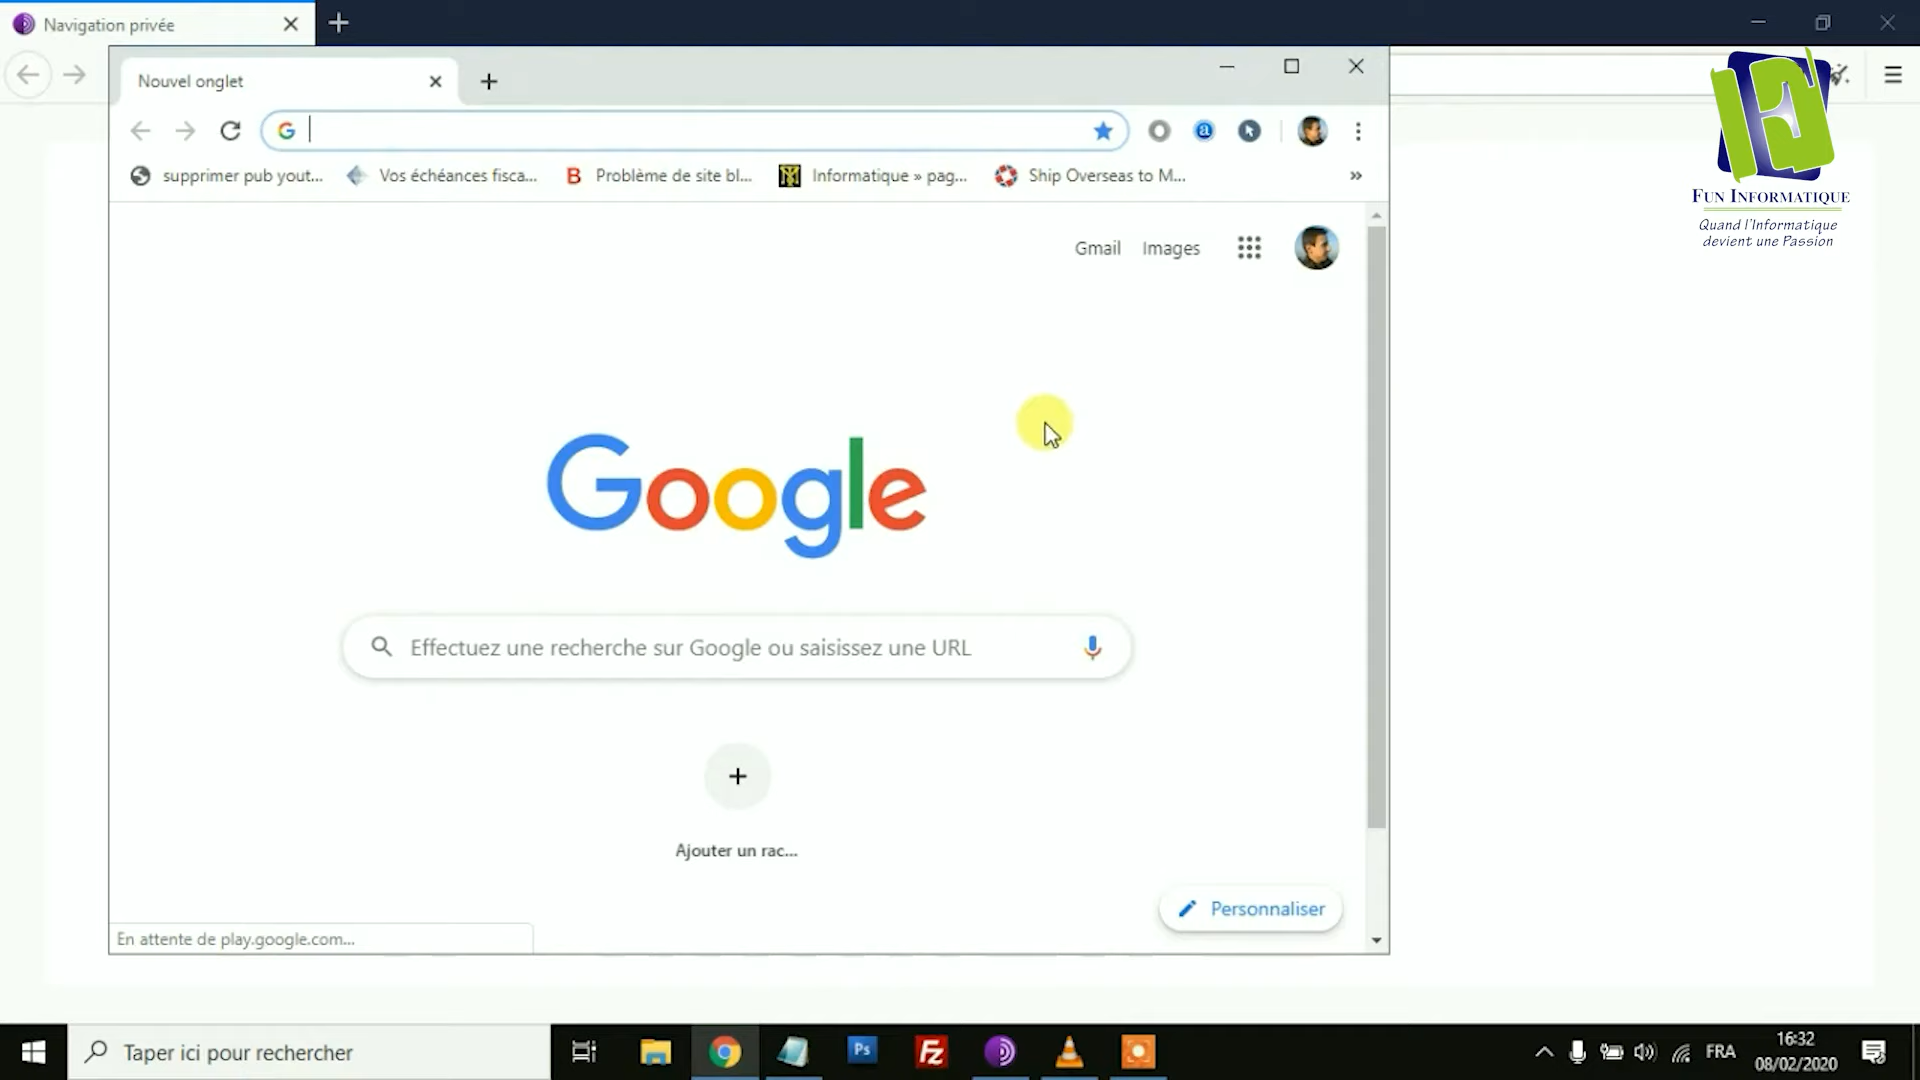 Navigation privée
Nouvel onglet
supprimer pub yout...
Vos échéances fisca...
B
Problème de site bl...
Informatique » pag...
Ship Overseas to M...
»
FUN INFORMATIQUE
Quand l'Informatique
devient une Passion
Gmail
Images
Google
Effectuez une recherche sur Google ou saisissez une URL
Ajouter un rac...
Personnaliser
En attente de play.google.com...
Taper ici pour rechercher
Ps
FZ
FRA
16:32
08/02/2020